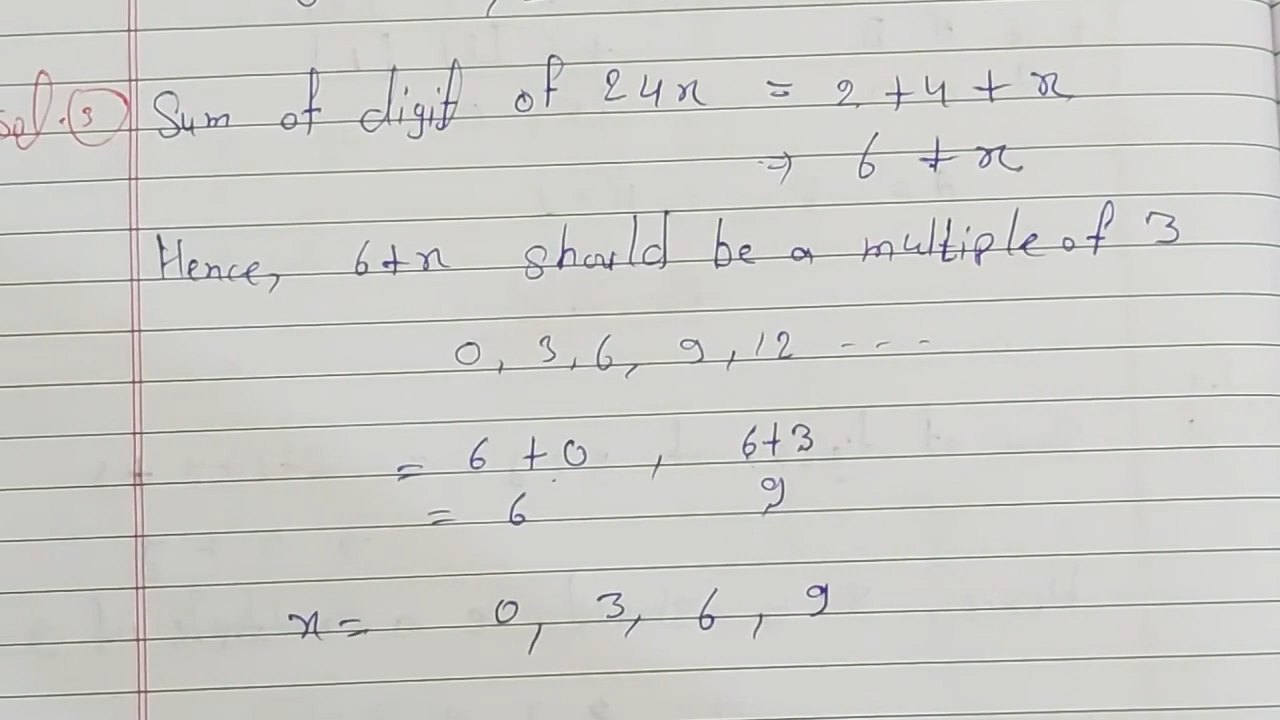 Sol. 3 Sum of digit of 24x = 2 + 4 + x
⇒ 6 + x
Hence, 6+x should be a multiple of 3
0, 3, 6, 9, 12 - - -
= 6 + 0 , 6+3
= 6 9
x = 0, 3, 6, 9